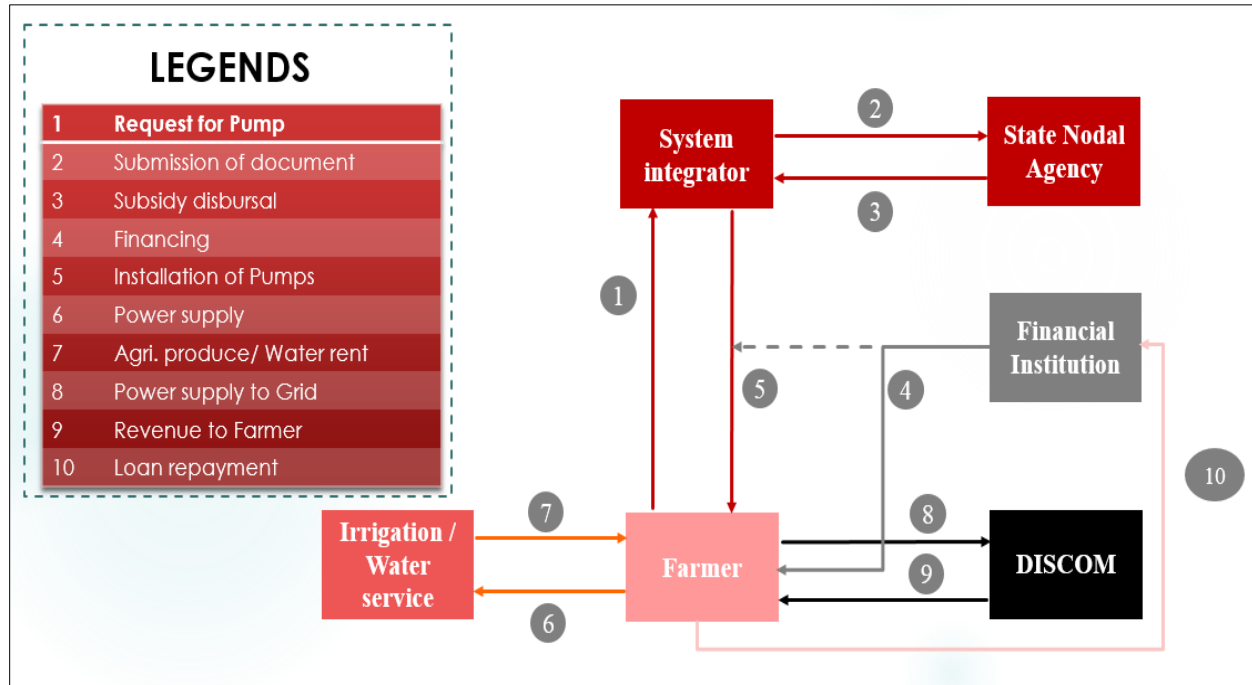 LEGENDS
1 Request for Pump
2 Submission of document
3 Subsidy disbursal
4 Financing
5 Installation of Pumps
6 Power supply
7 Agri. produce/ Water rent
8 Power supply to Grid
9 Revenue to Farmer
10 Loan repayment
System
integrator
2
State Nodal
Agency
3
1
Financial
Institution
5
4
10
Irrigation /
Water
service
7
Farmer
8
DISCOM
9
6